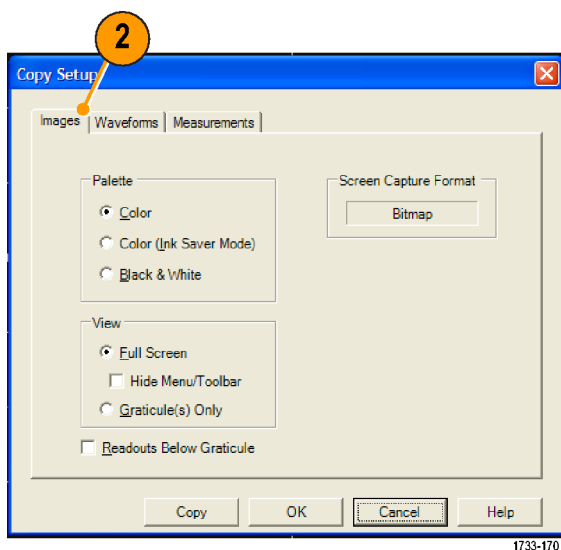 2
Copy Setup
Images Waveforms Measurements
Palette
Color
Color (Ink Saver Mode)
Black & White
Screen Capture Format
Bitmap
View
Full Screen
Hide Menu/Toolbar
Graticule(s) Only
Readouts Below Graticule
Copy OK Cancel Help
1733-170